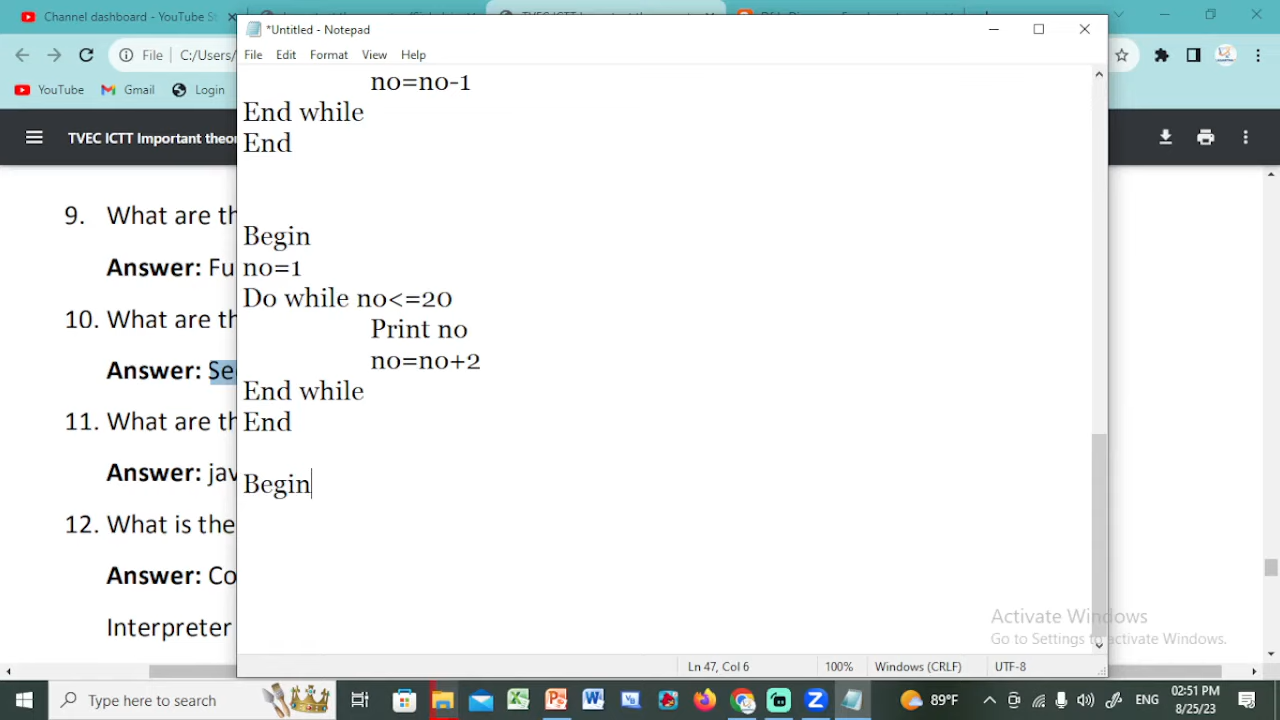 Channel dashboard - YouTube St
*Untitled - Notepad
File Edit Format View Help
File C:/Users/
YouTube Gmail Login
TVEC ICTT Important theor
no=no-1
End while
End
Begin
no=1
Do while no<=20
Print no
no=no+2
End while
End
Begin
9. What are th
Answer: Fu
10. What are th
Answer: Se
11. What are th
Answer: jav
12. What is the
Answer: Co
Interpreter
Activate Windows
Go to Settings to activate Windows.
Ln 47, Col 6 100% Windows (CRLF) UTF-8
Type here to search
89°F ENG 02:51 PM
8/25/23